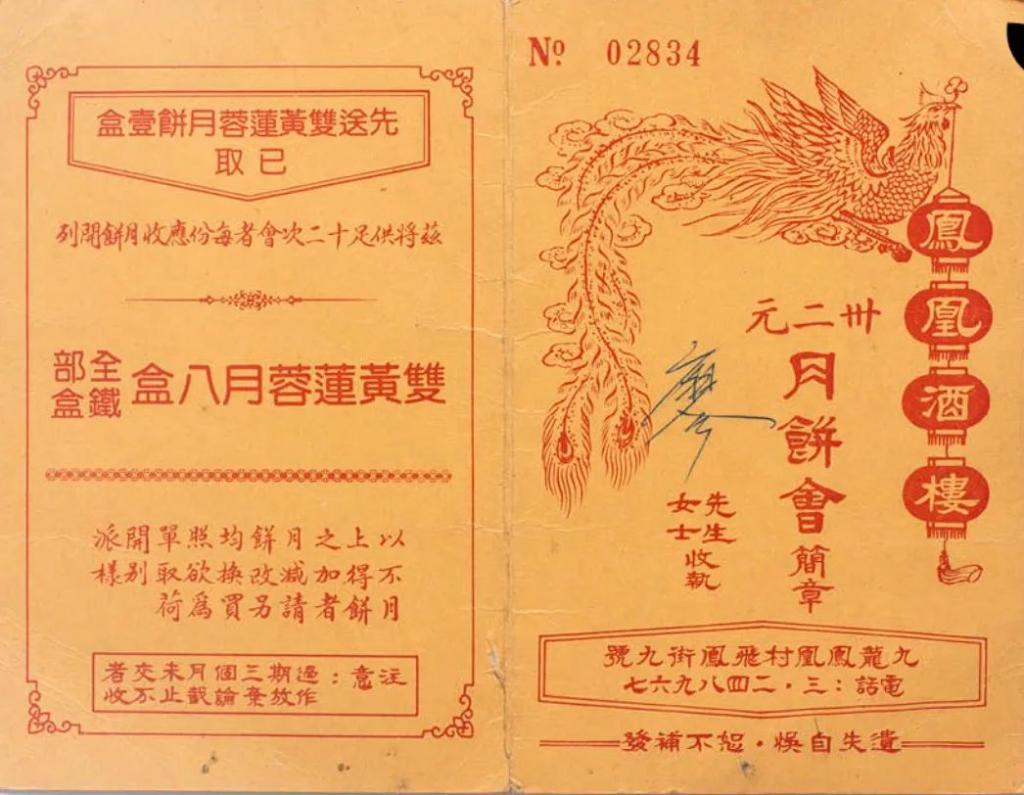 Nº 02834
鳳凰酒樓
卅二元
月餅會簡章
廖
先生
女士
收執
九龍鳳凰村飛鳳街九號
電話：三·二四八九六七
遺失自悞·恕不補發
先送雙黃蓮蓉月餅壹盒
已取
茲將供足十二次會者每份應收月餅開列
雙黃蓮蓉月八盒
全部
鐵盒
以上之月餅均照單開派
不得加減改換欲取別樣
月餅者請另買爲荷
注意：過期三個月未交者
作放棄論截止不收